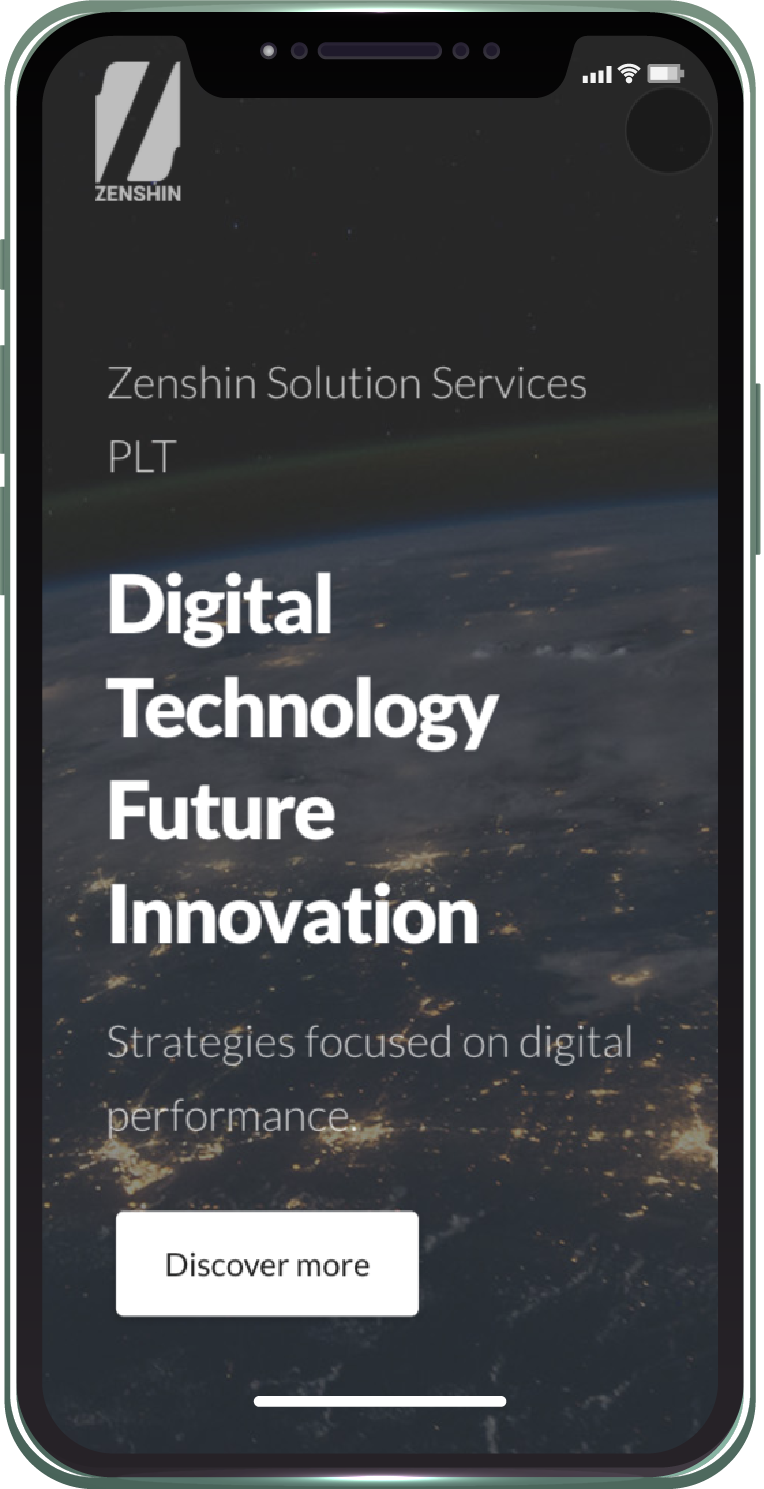 ZENSHIN
Zenshin Solution Services
PLT
Digital
Technology
Future
Innovation
Strategies focused on digital
performance.
Discover more